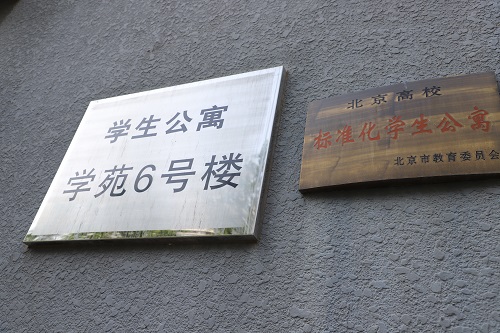 学生公寓
学苑6号楼
北京高校
标准化学生公寓
北京市教育委员会